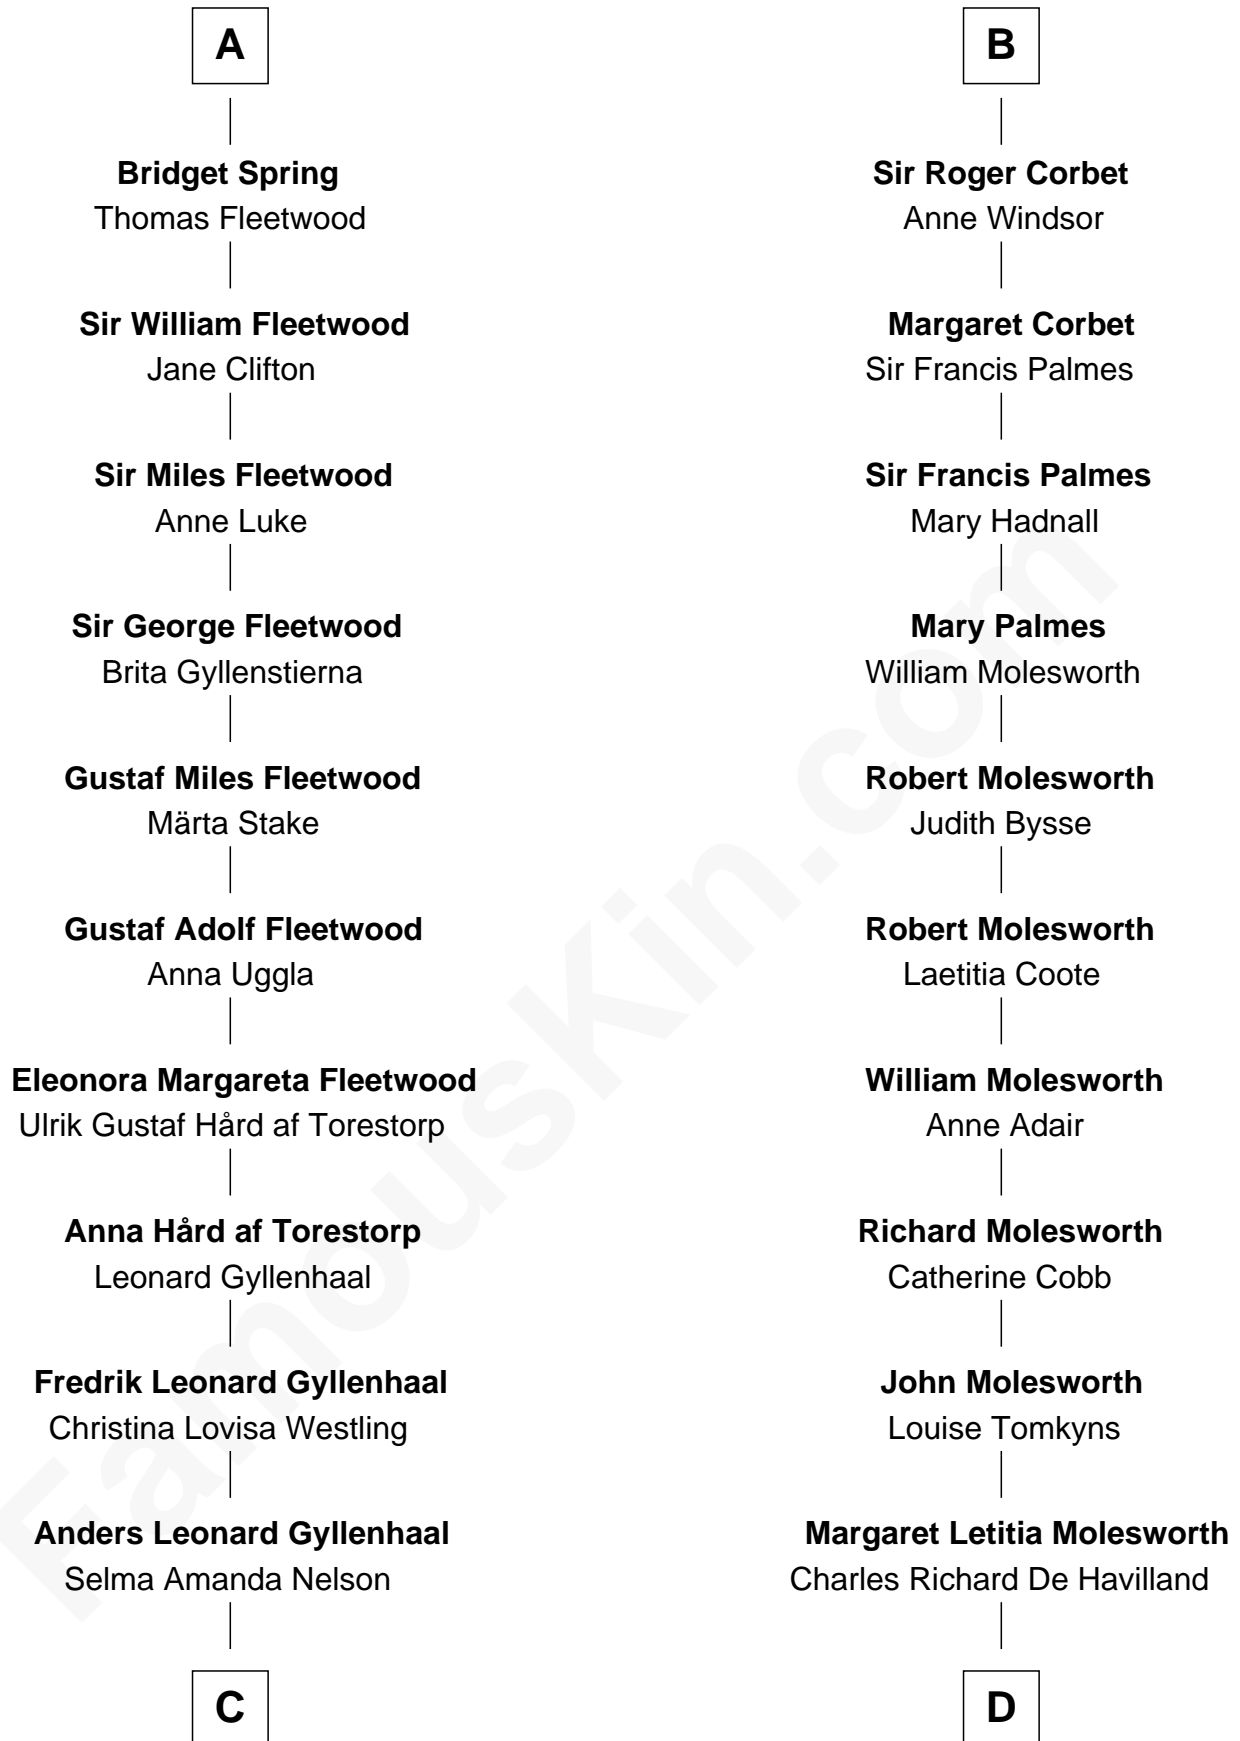 A
Bridget Spring
Thomas Fleetwood
Sir William Fleetwood
Jane Clifton
Sir Miles Fleetwood
Anne Luke
Sir George Fleetwood
Brita Gyllenstierna
Gustaf Miles Fleetwood
Märta Stake
Gustaf Adolf Fleetwood
Anna Uggla
Eleonora Margareta Fleetwood
Ulrik Gustaf Hård af Torestorp
Anna Hård af Torestorp
Leonard Gyllenhaal
Fredrik Leonard Gyllenhaal
Christina Lovisa Westling
Anders Leonard Gyllenhaal
Selma Amanda Nelson
C
B
Sir Roger Corbet
Anne Windsor
Margaret Corbet
Sir Francis Palmes
Sir Francis Palmes
Mary Hadnall
Mary Palmes
William Molesworth
Robert Molesworth
Judith Bysse
Robert Molesworth
Laetitia Coote
William Molesworth
Anne Adair
Richard Molesworth
Catherine Cobb
John Molesworth
Louise Tomkyns
Margaret Letitia Molesworth
Charles Richard De Havilland
D
FamousKin.com